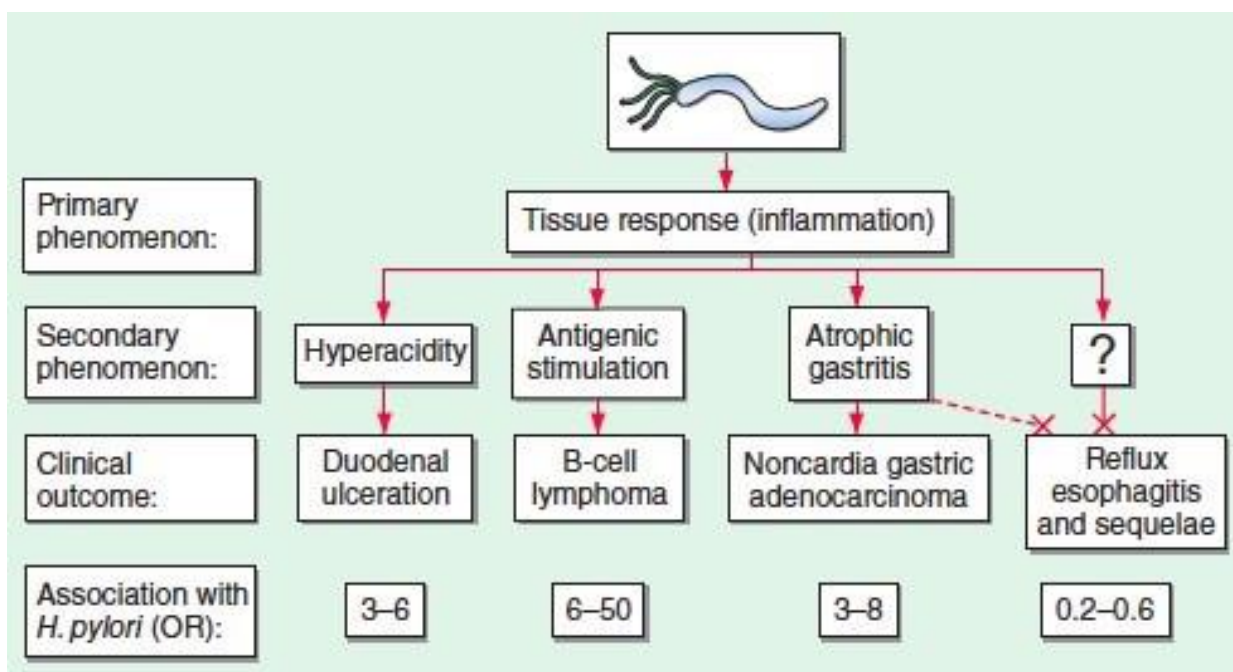 Primary
phenomenon:
Tissue response (inflammation)
Secondary
phenomenon:
Hyperacidity
Antigenic
stimulation
Atrophic
gastritis
?
Clinical
outcome:
Duodenal
ulceration
B-cell
lymphoma
Noncardia gastric
adenocarcinoma
Reflux
esophagitis
and sequelae
Association with
H. pylori (OR):
3–6
6–50
3–8
0.2–0.6